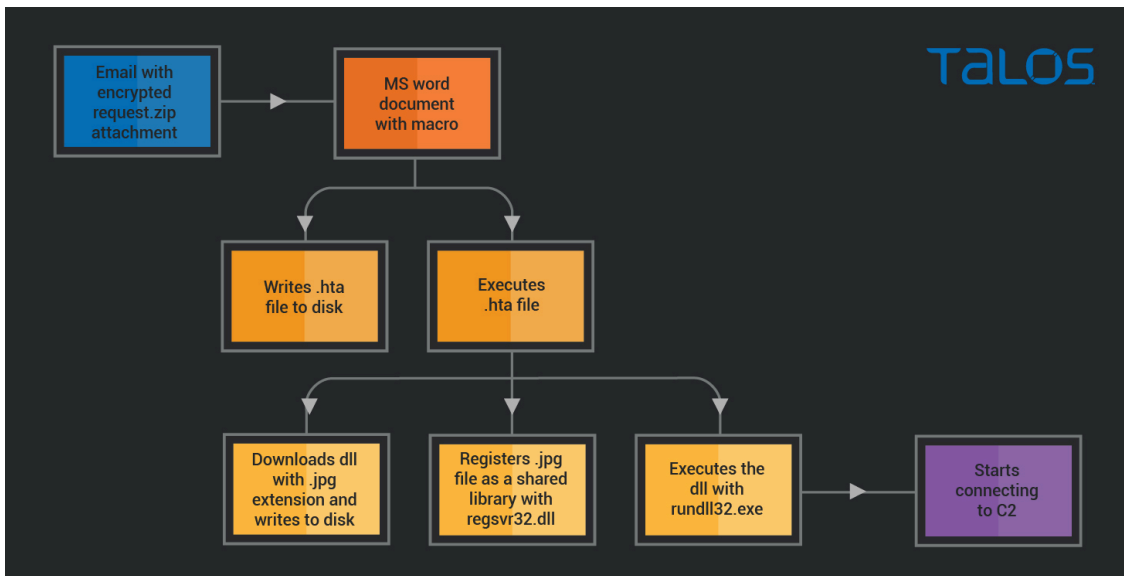 TALOS
Email with
encrypted
request.zip
attachment
MS word
document
with macro
Writes .hta
file to disk
Executes
.hta file
Downloads dll
with .jpg
extension and
writes to disk
Registers .jpg
file as a shared
library with
regsvr32.dll
Executes the
dll with
rundll32.exe
Starts
connecting
to C2